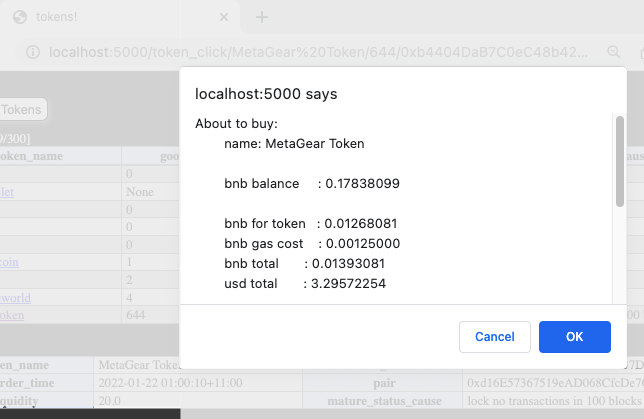 tokens!
localhost:5000/token_click/MetaGear%20Token/644/0xb4404DaB7C0eC48b42...
localhost:5000 says
About to buy:
name: MetaGear Token
bnb balance : 0.17838099
bnb for token : 0.01268081
bnb gas cost : 0.00125000
bnb total : 0.01393081
usd total : 3.29572254
Cancel OK
Tokens
9/300]
oken_name goo aus
0
let None
0
0
0
coin 1
2
world 4
oken 644 00
en_name MetaGear Toke 7D
rder_time 2022-01-22 01:00:10+11:00 pair 0xd16E57367519eAD068CfcDe76
quidity 20.0 mature_status_cause lock no transactions in 100 blocks